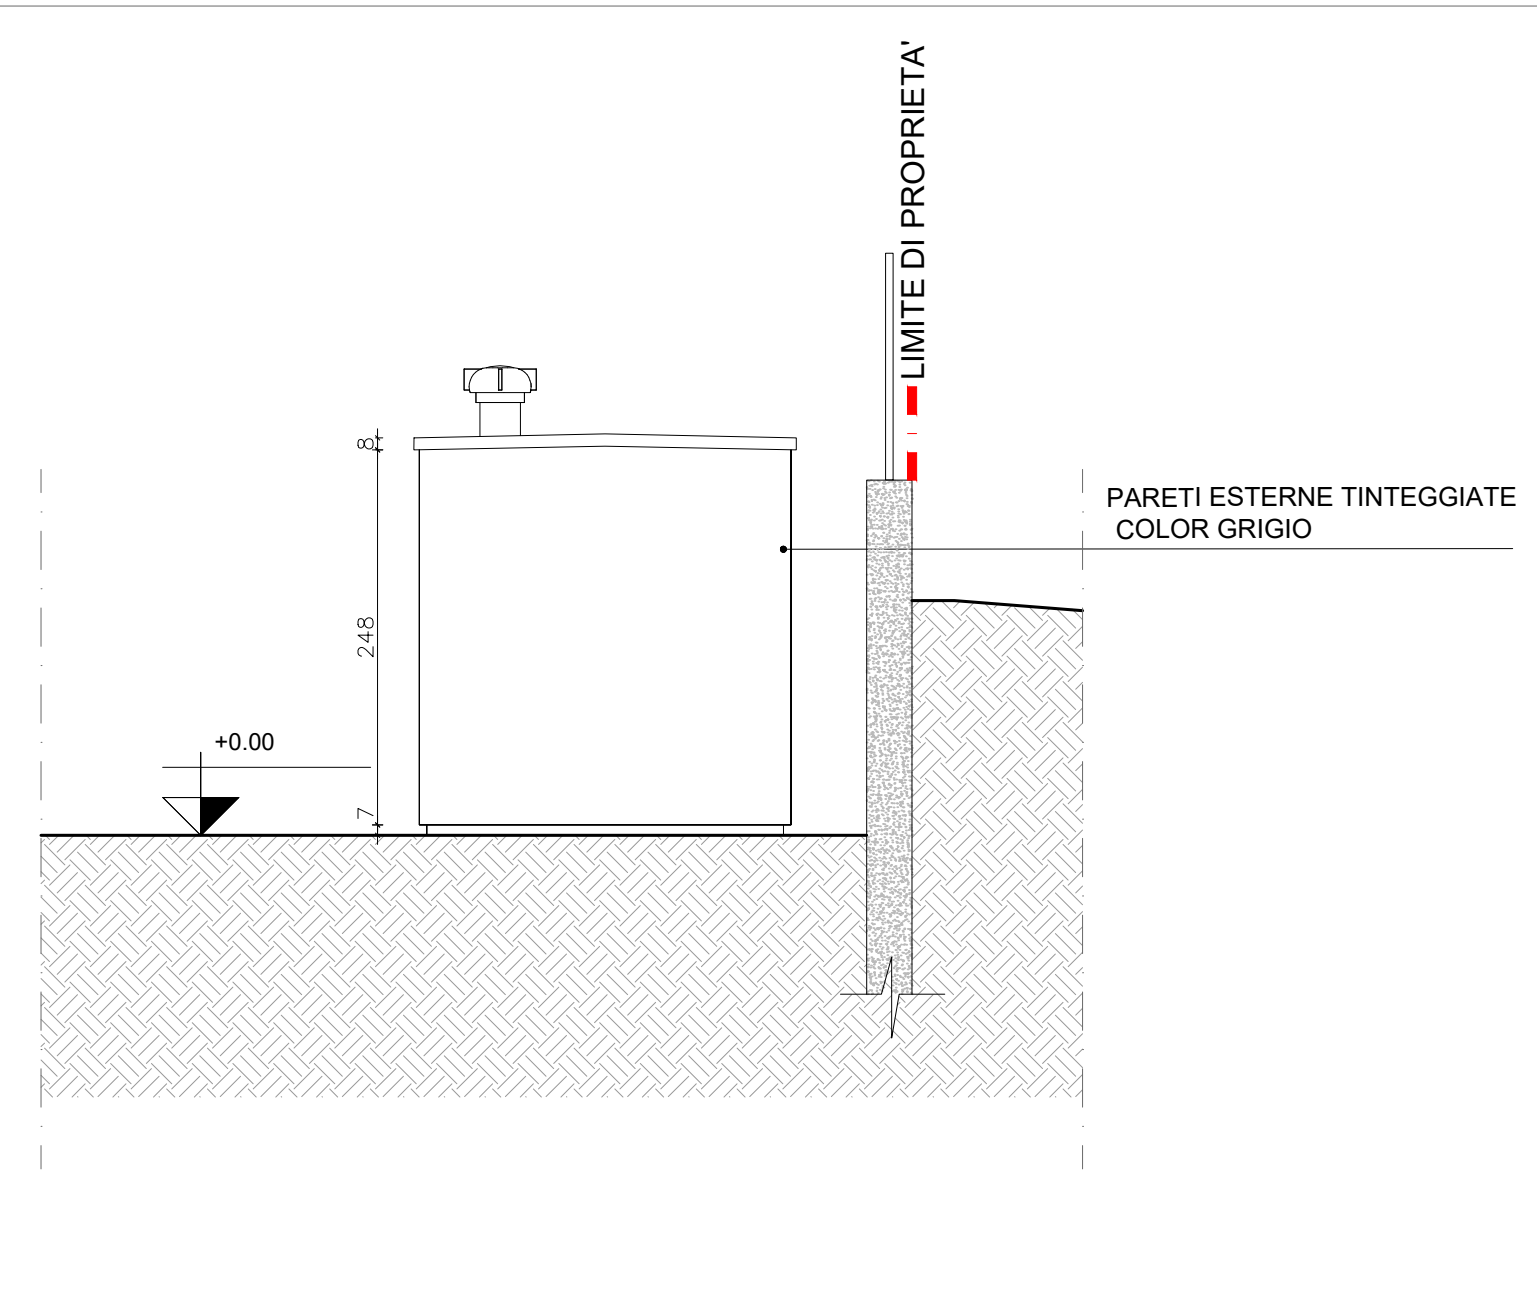 LIMITE DI PROPRIETA'
8
PARETI ESTERNE TINTEGGIATE
COLOR GRIGIO
248
+0.00
7